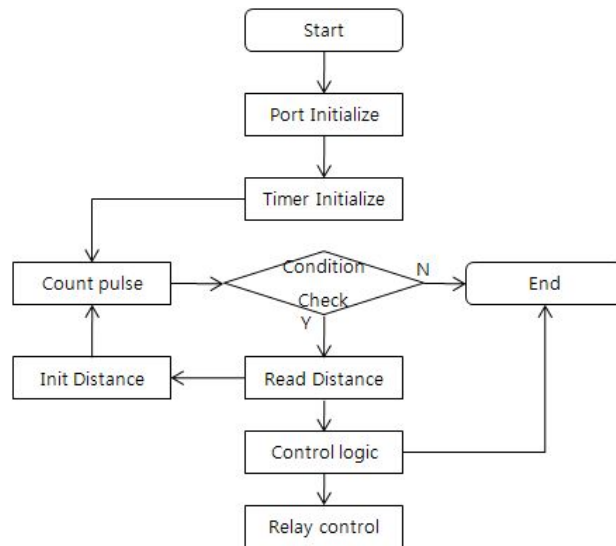 Start
Port Initialize
Timer Initialize
Count pulse
Condition
Check
N
End
Y
Init Distance
Read Distance
Control logic
Relay control